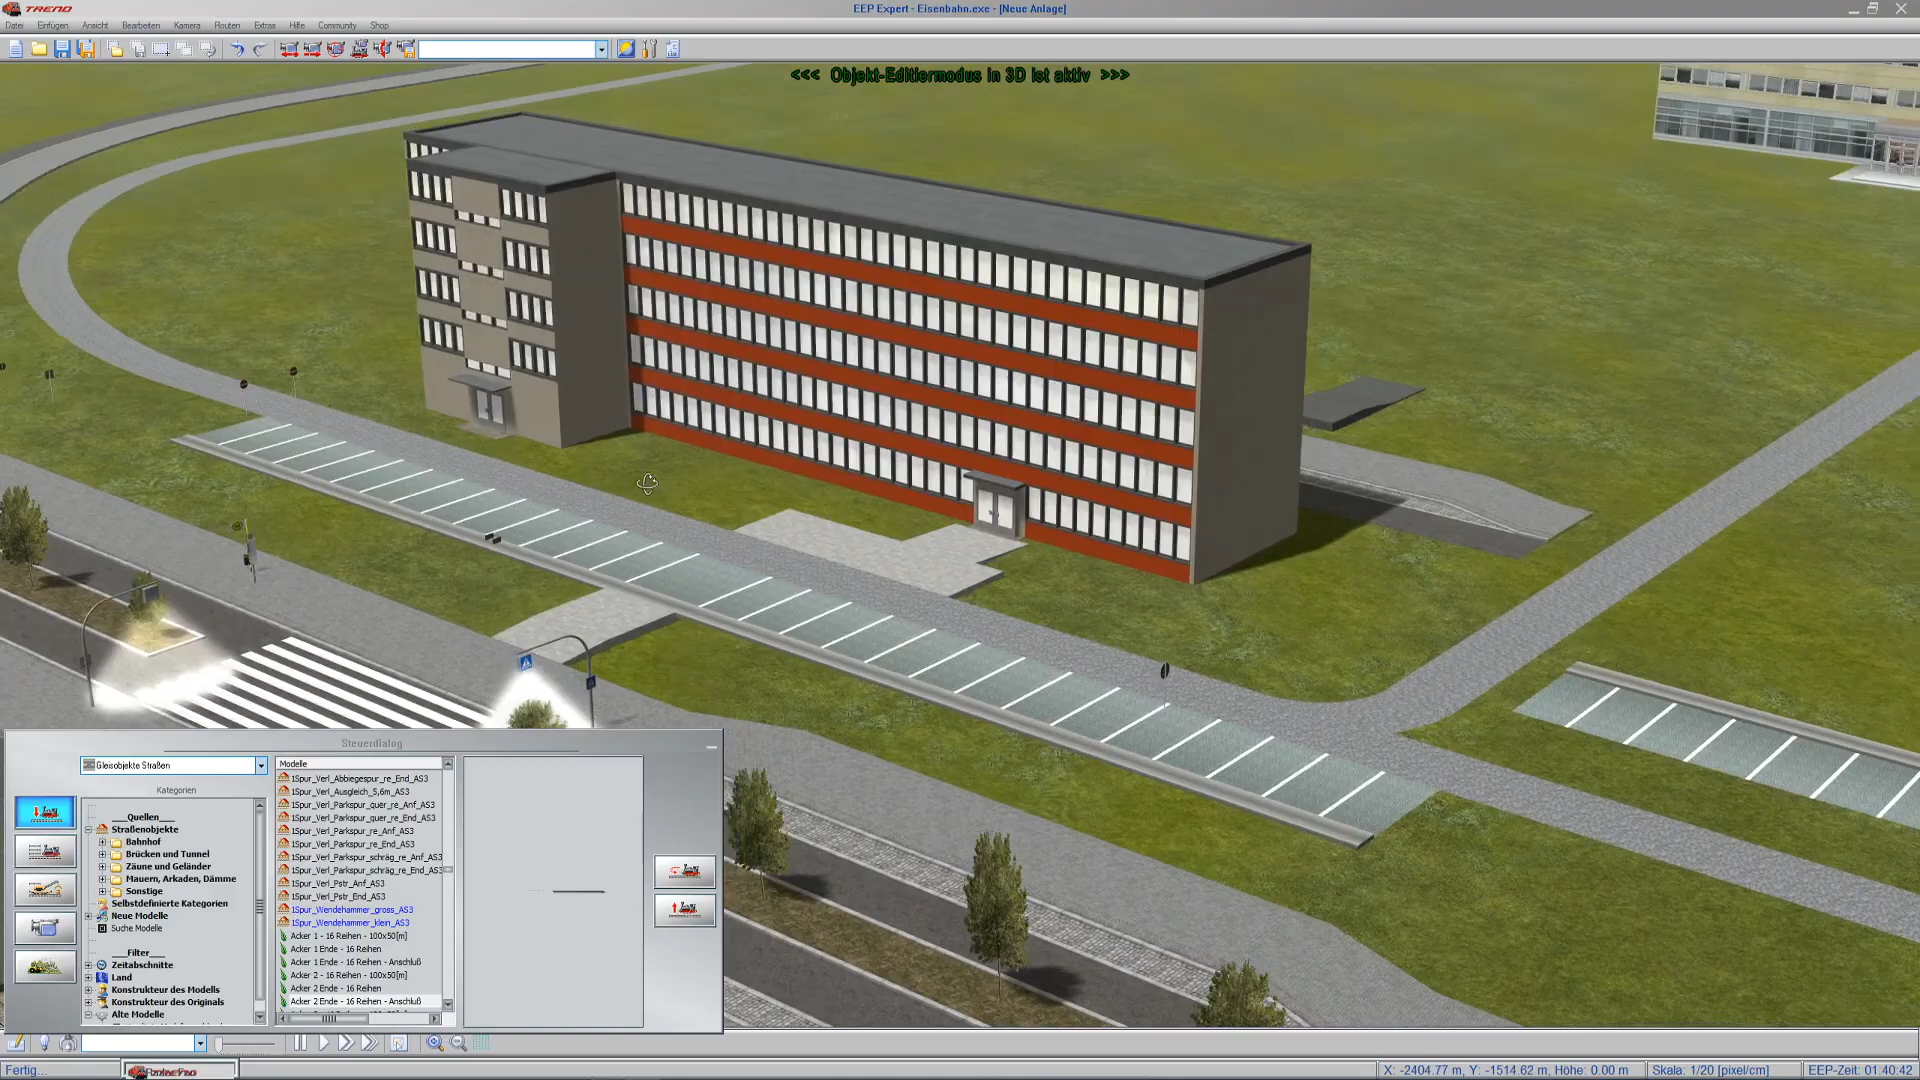 TREND
EEP Expert - Eisenbahn.exe - [Neue Anlage]
Datei Einfügen Ansicht Bearbeiten Kamera Routen Extras Hilfe Community Shop
<<< Objekt-Editiermodus in 3D ist aktiv >>>
Steuerdialog
Gleisobjekte Straßen
Kategorien
__Quellen__
Straßenobjekte
Bahnhof
Brücken und Tunnel
Zäune und Geländer
Mauern, Arkaden, Dämme
Sonstige
Selbstdefinierte Kategorien
Neue Modelle
Suche Modelle
__Filter__
Zeitabschnitte
Land
Konstrukteur des Modells
Konstrukteur des Originals
Alte Modelle
Modelle
1Spur_Verl_Abbiegespur_re_End_AS3
1Spur_Verl_Ausgleich_5,6m_AS3
1Spur_Verl_Parkspur_quer_re_Anf_AS3
1Spur_Verl_Parkspur_quer_re_End_AS3
1Spur_Verl_Parkspur_re_Anf_AS3
1Spur_Verl_Parkspur_re_End_AS3
1Spur_Verl_Parkspur_schräg_re_Anf_AS3
1Spur_Verl_Parkspur_schräg_re_End_AS3
1Spur_Verl_Pstr_Anf_AS3
1Spur_Verl_Pstr_End_AS3
1Spur_Wendehammer_gross_AS3
1Spur_Wendehammer_klein_AS3
Acker 1 - 16 Reihen - 100x50[m]
Acker 1 Ende - 16 Reihen
Acker 1 Ende - 16 Reihen - Anschluß
Acker 2 - 16 Reihen - 100x50[m]
Acker 2 Ende - 16 Reihen
Acker 2 Ende - 16 Reihen - Anschluß
Fertig...
X: -2404.77 m, Y: -1514.62 m, Höhe: 0.00 m
Skala: 1/20 [pixel/cm]
EEP-Zeit: 01:40:42